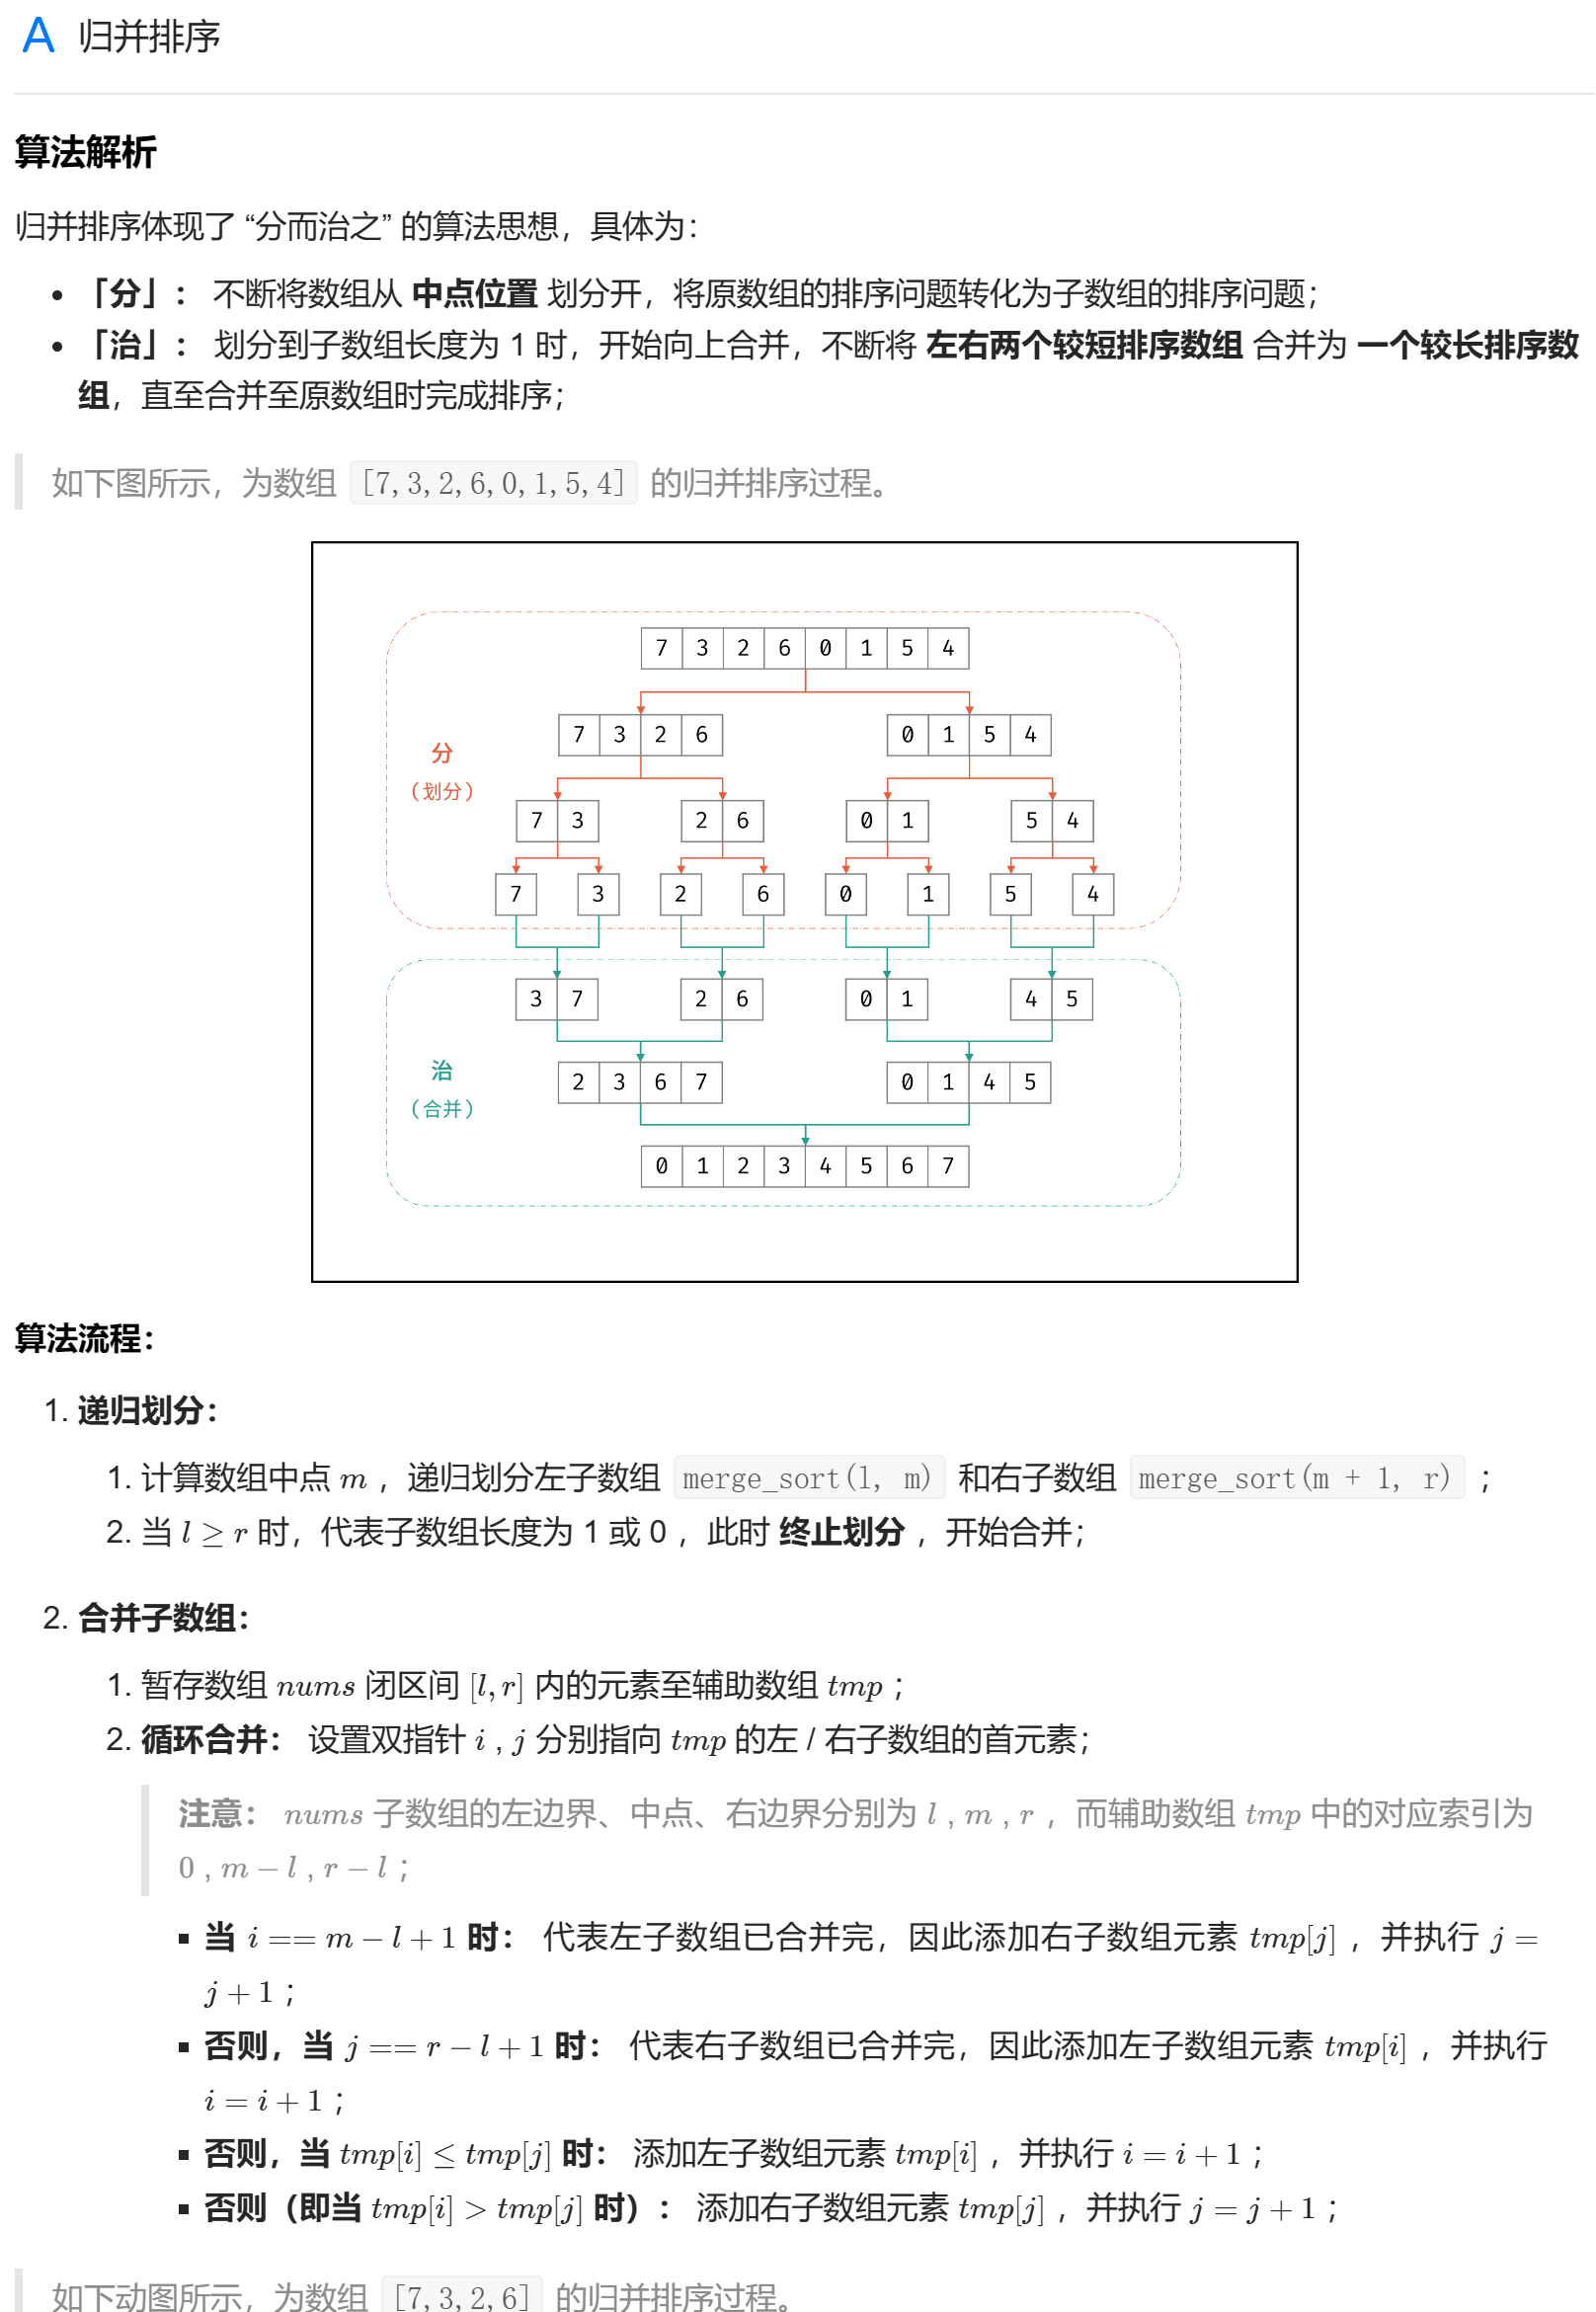 A 归并排序
算法解析
归并排序体现了 “分而治之” 的算法思想，具体为：
• 「分」： 不断将数组从 中点位置 划分开，将原数组的排序问题转化为子数组的排序问题；
• 「治」： 划分到子数组长度为 1 时，开始向上合并，不断将 左右两个较短排序数组 合并为 一个较长排序数
组，直至合并至原数组时完成排序；
如下图所示，为数组 [7,3,2,6,0,1,5,4] 的归并排序过程。
7 3 2 6 0 1 5 4
7 3 2 6 0 1 5 4
分
（划分）
7 3 2 6 0 1 5 4
7 3 2 6 0 1 5 4
3 7 2 6 0 1 4 5
治
（合并）
2 3 6 7 0 1 4 5
0 1 2 3 4 5 6 7
算法流程：
1. 递归划分：
1. 计算数组中点 m ，递归划分左子数组 merge_sort(l, m) 和右子数组 merge_sort(m + 1, r) ；
2. 当 l ≥ r 时，代表子数组长度为 1 或 0 ，此时 终止划分 ，开始合并；
2. 合并子数组：
1. 暂存数组 nums 闭区间 [l, r] 内的元素至辅助数组 tmp ；
2. 循环合并： 设置双指针 i , j 分别指向 tmp 的左 / 右子数组的首元素；
注意： nums 子数组的左边界、中点、右边界分别为 l , m , r ，而辅助数组 tmp 中的对应索引为
0 , m − l , r − l ；
▪ 当 i == m − l + 1 时： 代表左子数组已合并完，因此添加右子数组元素 tmp[j] ，并执行 j =
j + 1 ；
▪ 否则，当 j == r − l + 1 时： 代表右子数组已合并完，因此添加左子数组元素 tmp[i] ，并执行
i = i + 1 ；
▪ 否则，当 tmp[i] ≤ tmp[j] 时： 添加左子数组元素 tmp[i] ，并执行 i = i + 1 ；
▪ 否则（即当 tmp[i] > tmp[j] 时）： 添加右子数组元素 tmp[j] ，并执行 j = j + 1 ；
如下动图所示，为数组 [7,3,2,6] 的归并排序过程。